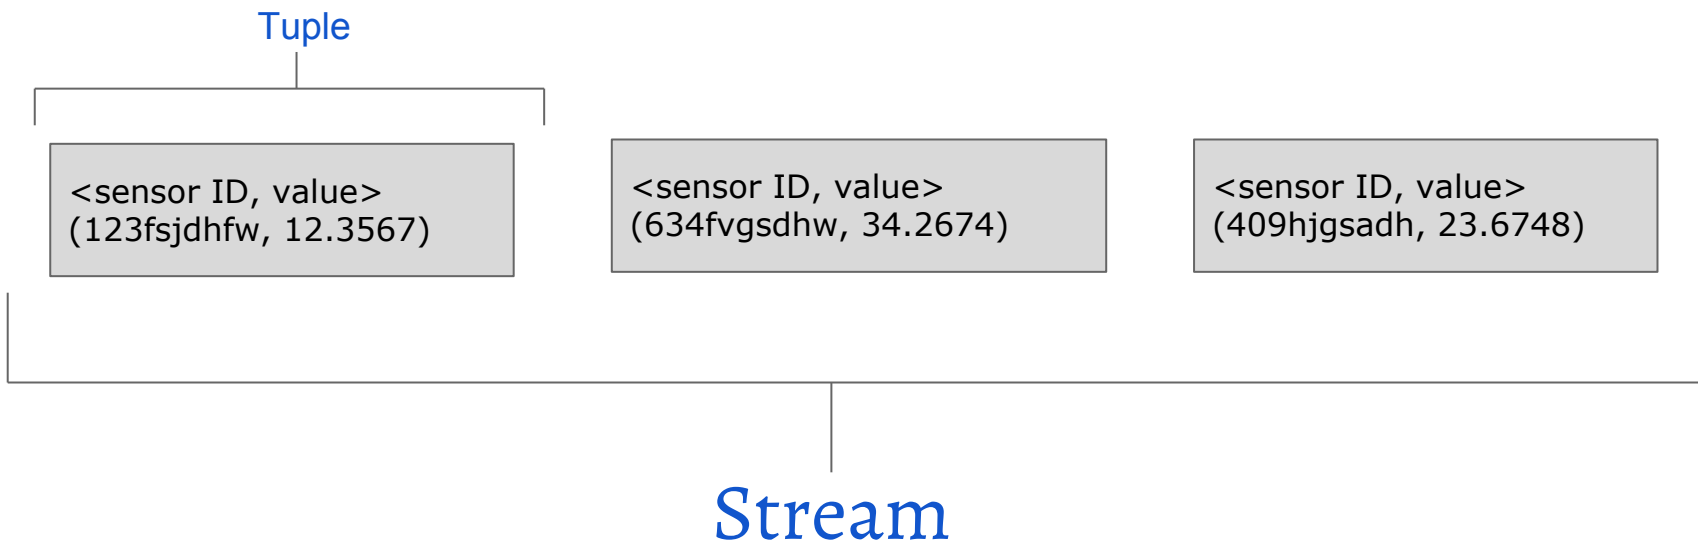 Tuple
<sensor ID, value>
(123fsjdhfw, 12.3567)
<sensor ID, value>
(634fvgsdhw, 34.2674)
<sensor ID, value>
(409hjgsadh, 23.6748)
Stream